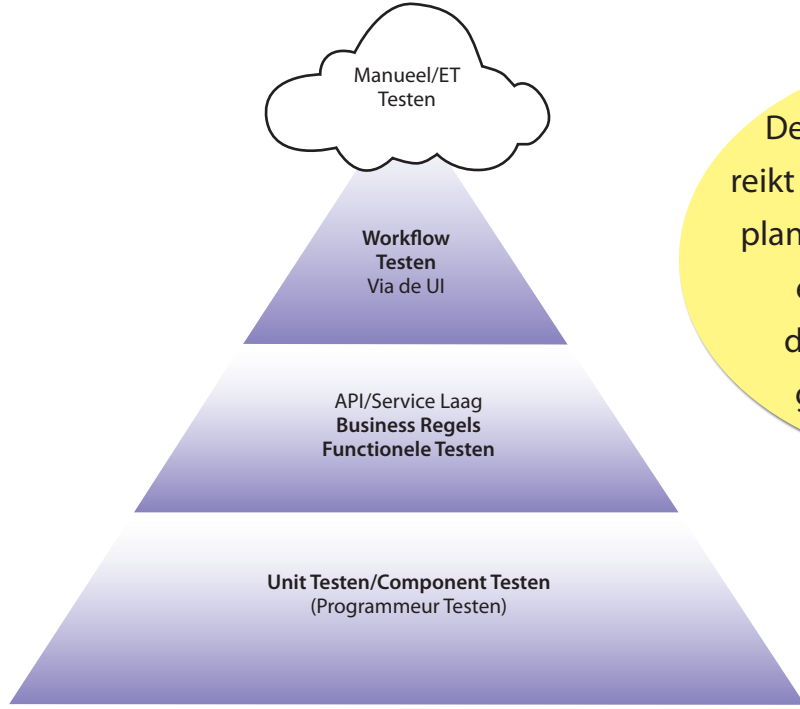 Manueel/ET
Testen
Workflow
Testen
Via de UI
API/Service Laag
Business Regels
Functionele Testen
Unit Testen/Component Testen
(Programmeur Testen)
De
reikt
plan